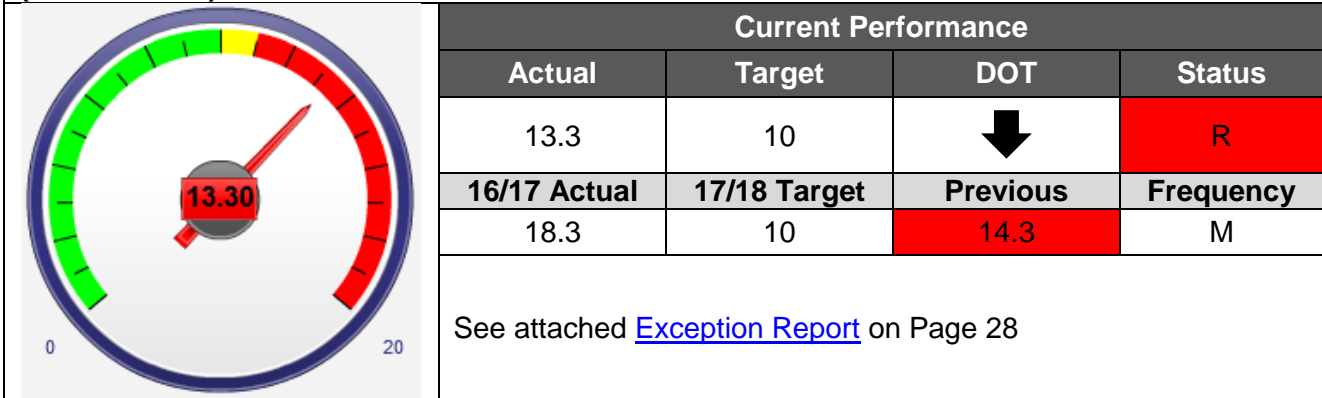 13.30
0
20
Current Performance
Actual Target DOT Status
13.3 10 R
16/17 Actual 17/18 Target Previous Frequency
18.3 10 14.3 M
See attached Exception Report on Page 28